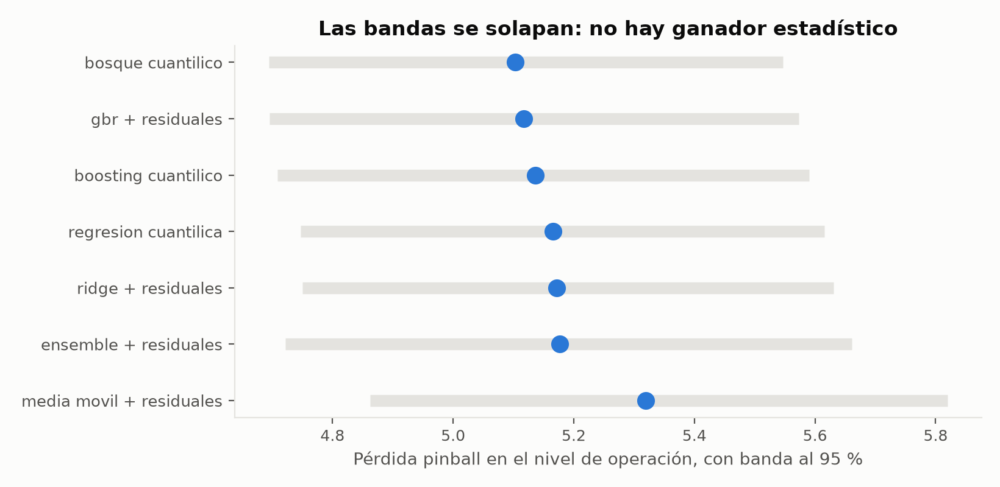 Las bandas se solapan: no hay ganador estadístico
bosque cuantilico
gbr + residuales
boosting cuantilico
regresion cuantilica
ridge + residuales
ensemble + residuales
media movil + residuales
4.8 5.0 5.2 5.4 5.6 5.8
Pérdida pinball en el nivel de operación, con banda al 95 %